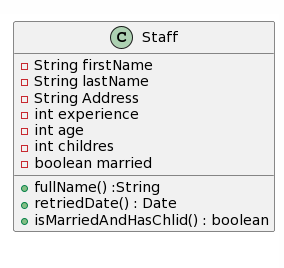 C Staff
String firstName
String lastName
String Address
int experience
int age
int childres
boolean married
fullName() :String
retriedDate() : Date
isMarriedAndHasChlid() : boolean